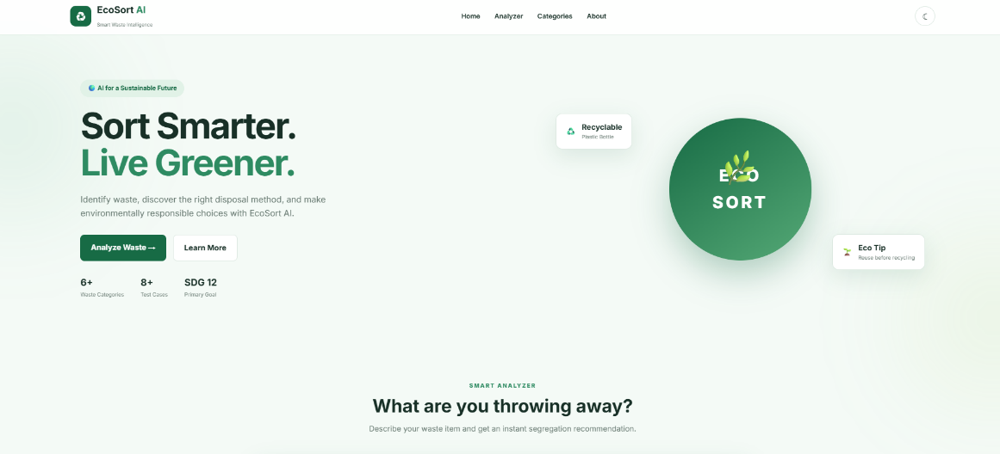 EcoSort AI
Smart Waste Intelligence
Home
Analyzer
Categories
About
AI for a Sustainable Future
Sort Smarter.
Live Greener.
Identify waste, discover the right disposal method, and make
environmentally responsible choices with EcoSort AI.
Analyze Waste →
Learn More
6+
Waste Categories
8+
Test Cases
SDG 12
Primary Goal
Recyclable
Plastic Bottle
ECO
SORT
Eco Tip
Reuse before recycling
SMART ANALYZER
What are you throwing away?
Describe your waste item and get an instant segregation recommendation.